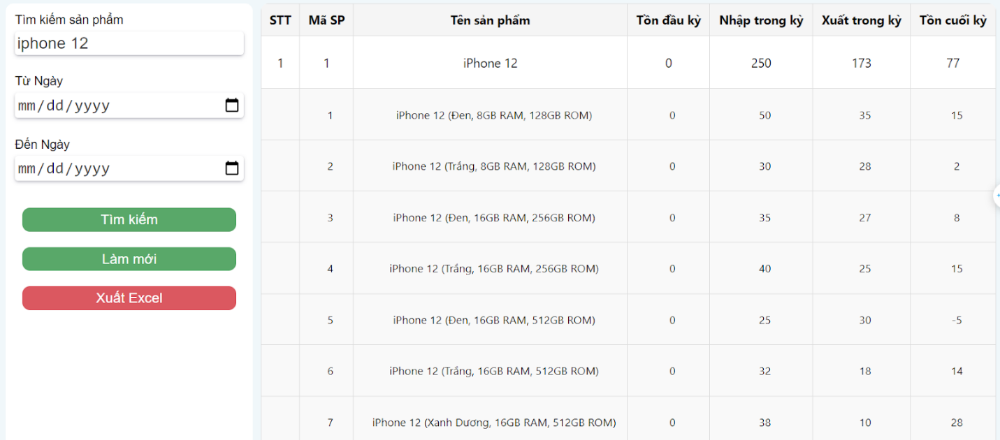 Tìm kiếm sản phẩm
iphone 12
Từ Ngày
mm/dd/yyyy
Đến Ngày
mm/dd/yyyy
Tìm kiếm
Làm mới
Xuất Excel
STT Mã SP Tên sản phẩm Tồn đầu kỳ Nhập trong kỳ Xuất trong kỳ Tồn cuối kỳ
1 1 iPhone 12 0 250 173 77
1 iPhone 12 (Đen, 8GB RAM, 128GB ROM) 0 50 35 15
2 iPhone 12 (Trắng, 8GB RAM, 128GB ROM) 0 30 28 2
3 iPhone 12 (Đen, 16GB RAM, 256GB ROM) 0 35 27 8
4 iPhone 12 (Trắng, 16GB RAM, 256GB ROM) 0 40 25 15
5 iPhone 12 (Đen, 16GB RAM, 512GB ROM) 0 25 30 -5
6 iPhone 12 (Trắng, 16GB RAM, 512GB ROM) 0 32 18 14
7 iPhone 12 (Xanh Dương, 16GB RAM, 512GB ROM) 0 38 10 28